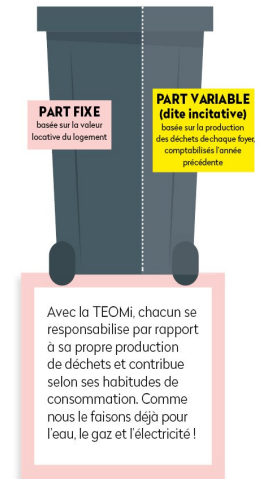 PART FIXE
basée sur la valeur
locative du logement
PART VARIABLE
(dite incitative)
basée sur la production
des déchets de chaque foyer,
comptabilisés l'année
précédente
Avec la TEOMi, chacun se
responsabilise par rapport
à sa propre production
de déchets et contribue
selon ses habitudes de
consommation. Comme
nous le faisons déjà pour
l'eau, le gaz et l'électricité !